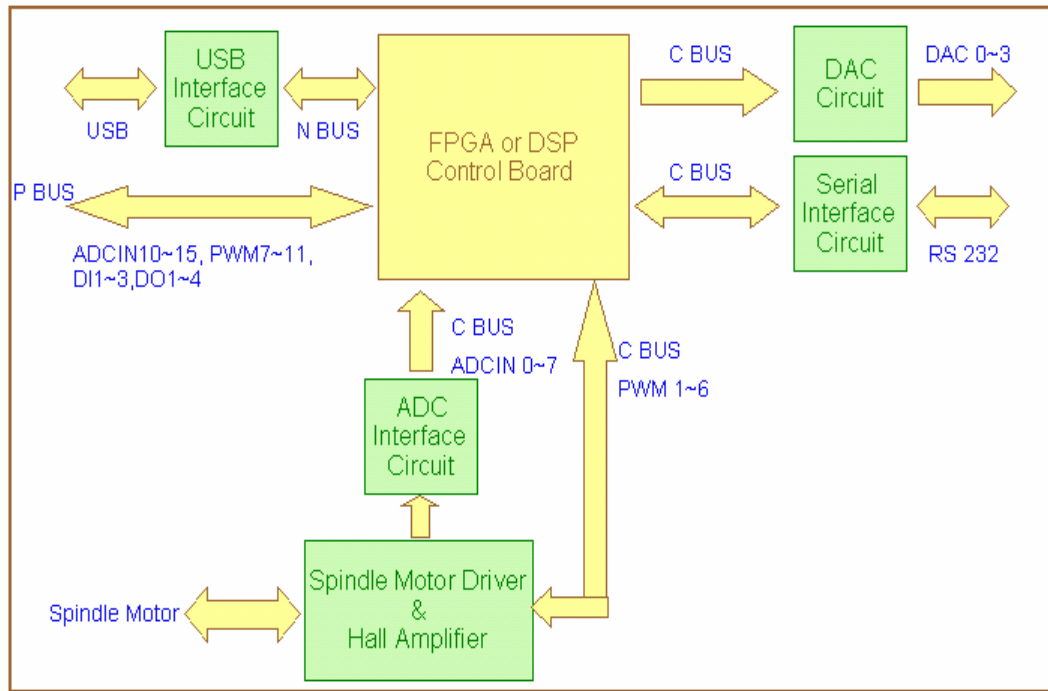 USB
Interface
Circuit
USB
N BUS
FPGA or DSP
Control Board
C BUS
DAC
Circuit
DAC 0~3
P BUS
ADCIN10~15, PWM7~11,
DI1~3,DO1~4
C BUS
Serial
Interface
Circuit
RS 232
C BUS
ADCIN 0~7
C BUS
PWM 1~6
ADC
Interface
Circuit
Spindle Motor
Spindle Motor Driver
&
Hall Amplifier